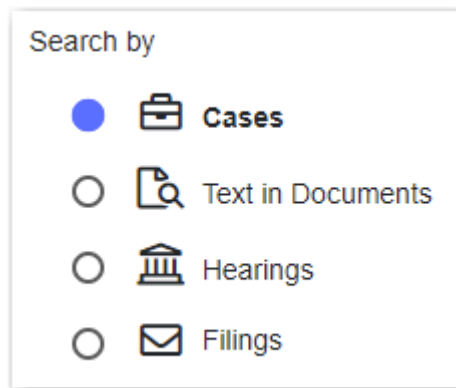 Search by
Cases
Text in Documents
Hearings
Filings